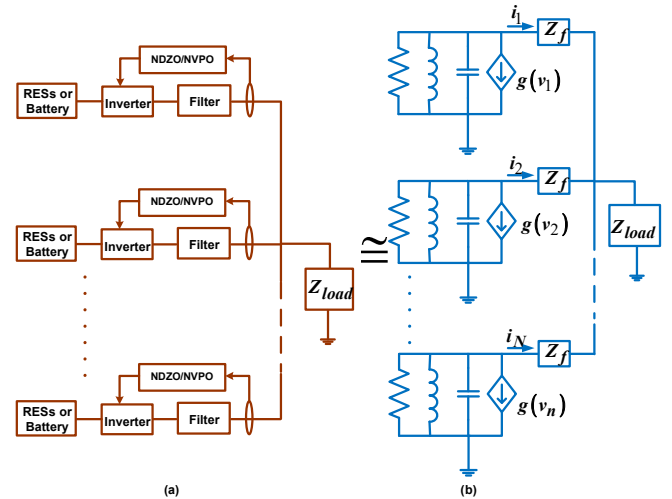 NDZO/NVPO
RESs or
Battery
Inverter
Filter
NDZO/NVPO
RESs or
Battery
Inverter
Filter
Z_load
NDZO/NVPO
RESs or
Battery
Inverter
Filter
(a)
≅
i_1
Z_f
g(v_1)
i_2
Z_f
g(v_2)
Z_load
i_N
Z_f
g(v_n)
(b)